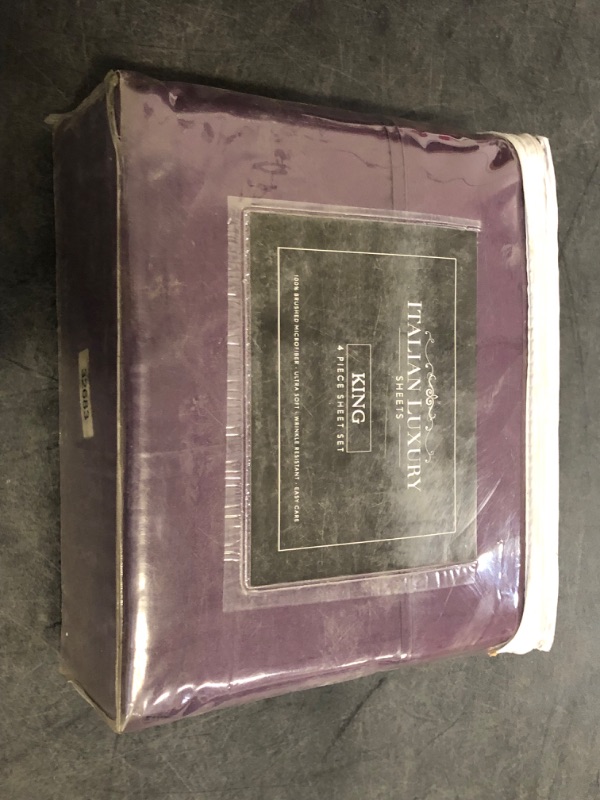 ITALIAN LUXURY
SHEETS
KING
4 PIECE SHEET SET
100% BRUSHED MICROFIBER · ULTRA SOFT · WRINKLE RESISTANT · EASY CARE